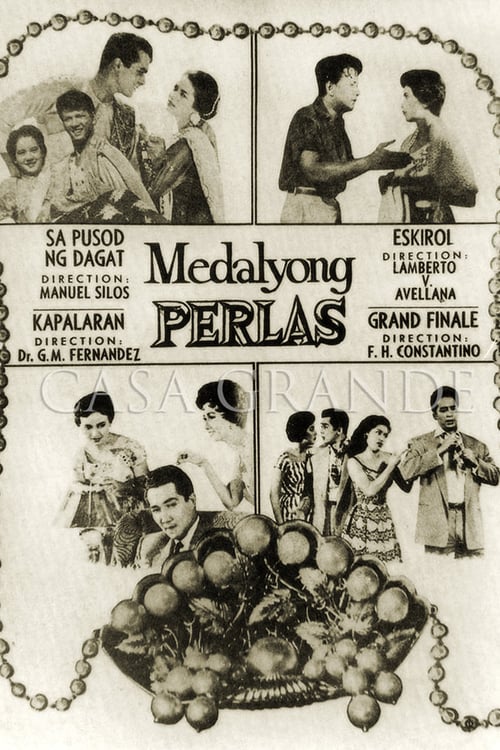 SA PUSOD
NG DAGAT
DIRECTION:
MANUEL SILOS
KAPALARAN
DIRECTION:
Dr. G. M. FERNANDEZ
Medalyong
PERLAS
ESKIROL
DIRECTION:
LAMBERTO
V.
AVELLANA
GRAND FINALE
DIRECTION:
F. H. CONSTANTINO
CASA GRANDE